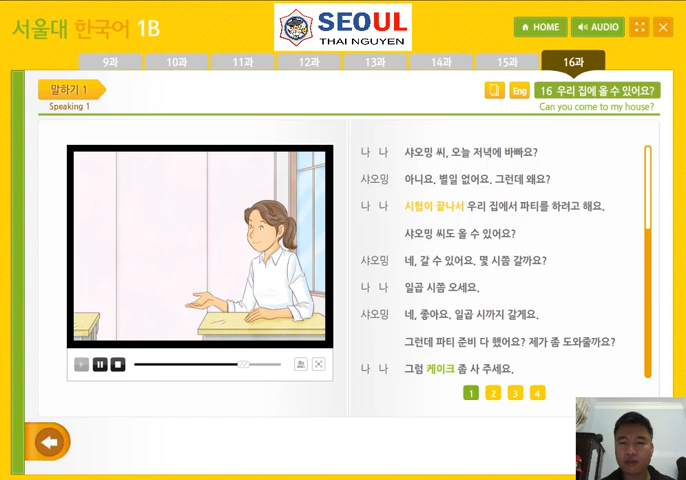 서울대 한국어 1B
SEOUL
THAI NGUYEN
HOME
AUDIO
9과
10과
11과
12과
13과
14과
15과
16과
말하기 1
Speaking 1
Eng
16 우리 집에 올 수 있어요?
Can you come to my house?
나 나 샤오밍 씨, 오늘 저녁에 바빠요?
샤오밍 아니요. 별일 없어요. 그런데 왜요?
나 나 시험이 끝나서 우리 집에서 파티를 하려고 해요.
샤오밍 씨도 올 수 있어요?
샤오밍 네, 갈 수 있어요. 몇 시쯤 갈까요?
나 나 일곱 시쯤 오세요.
샤오밍 네, 좋아요. 일곱 시까지 갈게요.
그런데 파티 준비 다 했어요? 제가 좀 도와줄까요?
나 나 그럼 케이크 좀 사 주세요.
1
2
3
4